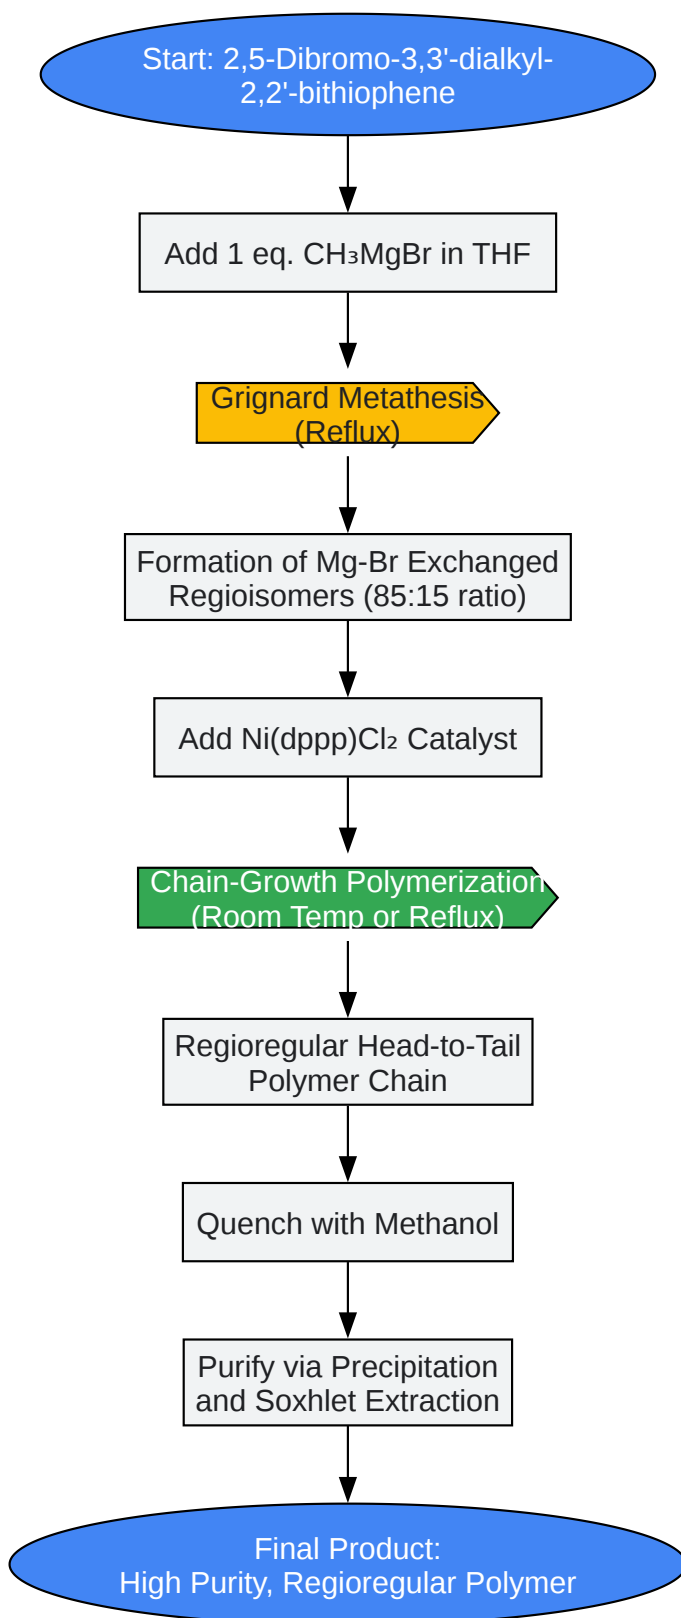 Start: 2,5-Dibromo-3,3'-dialkyl-
2,2'-bithiophene
Add 1 eq. CH₃MgBr in THF
Grignard Metathesis
(Reflux)
Formation of Mg-Br Exchanged
Regioisomers (85:15 ratio)
Add Ni(dppp)Cl₂ Catalyst
Chain-Growth Polymerization
(Room Temp or Reflux)
Regioregular Head-to-Tail
Polymer Chain
Quench with Methanol
Purify via Precipitation
and Soxhlet Extraction
Final Product:
High Purity, Regioregular Polymer